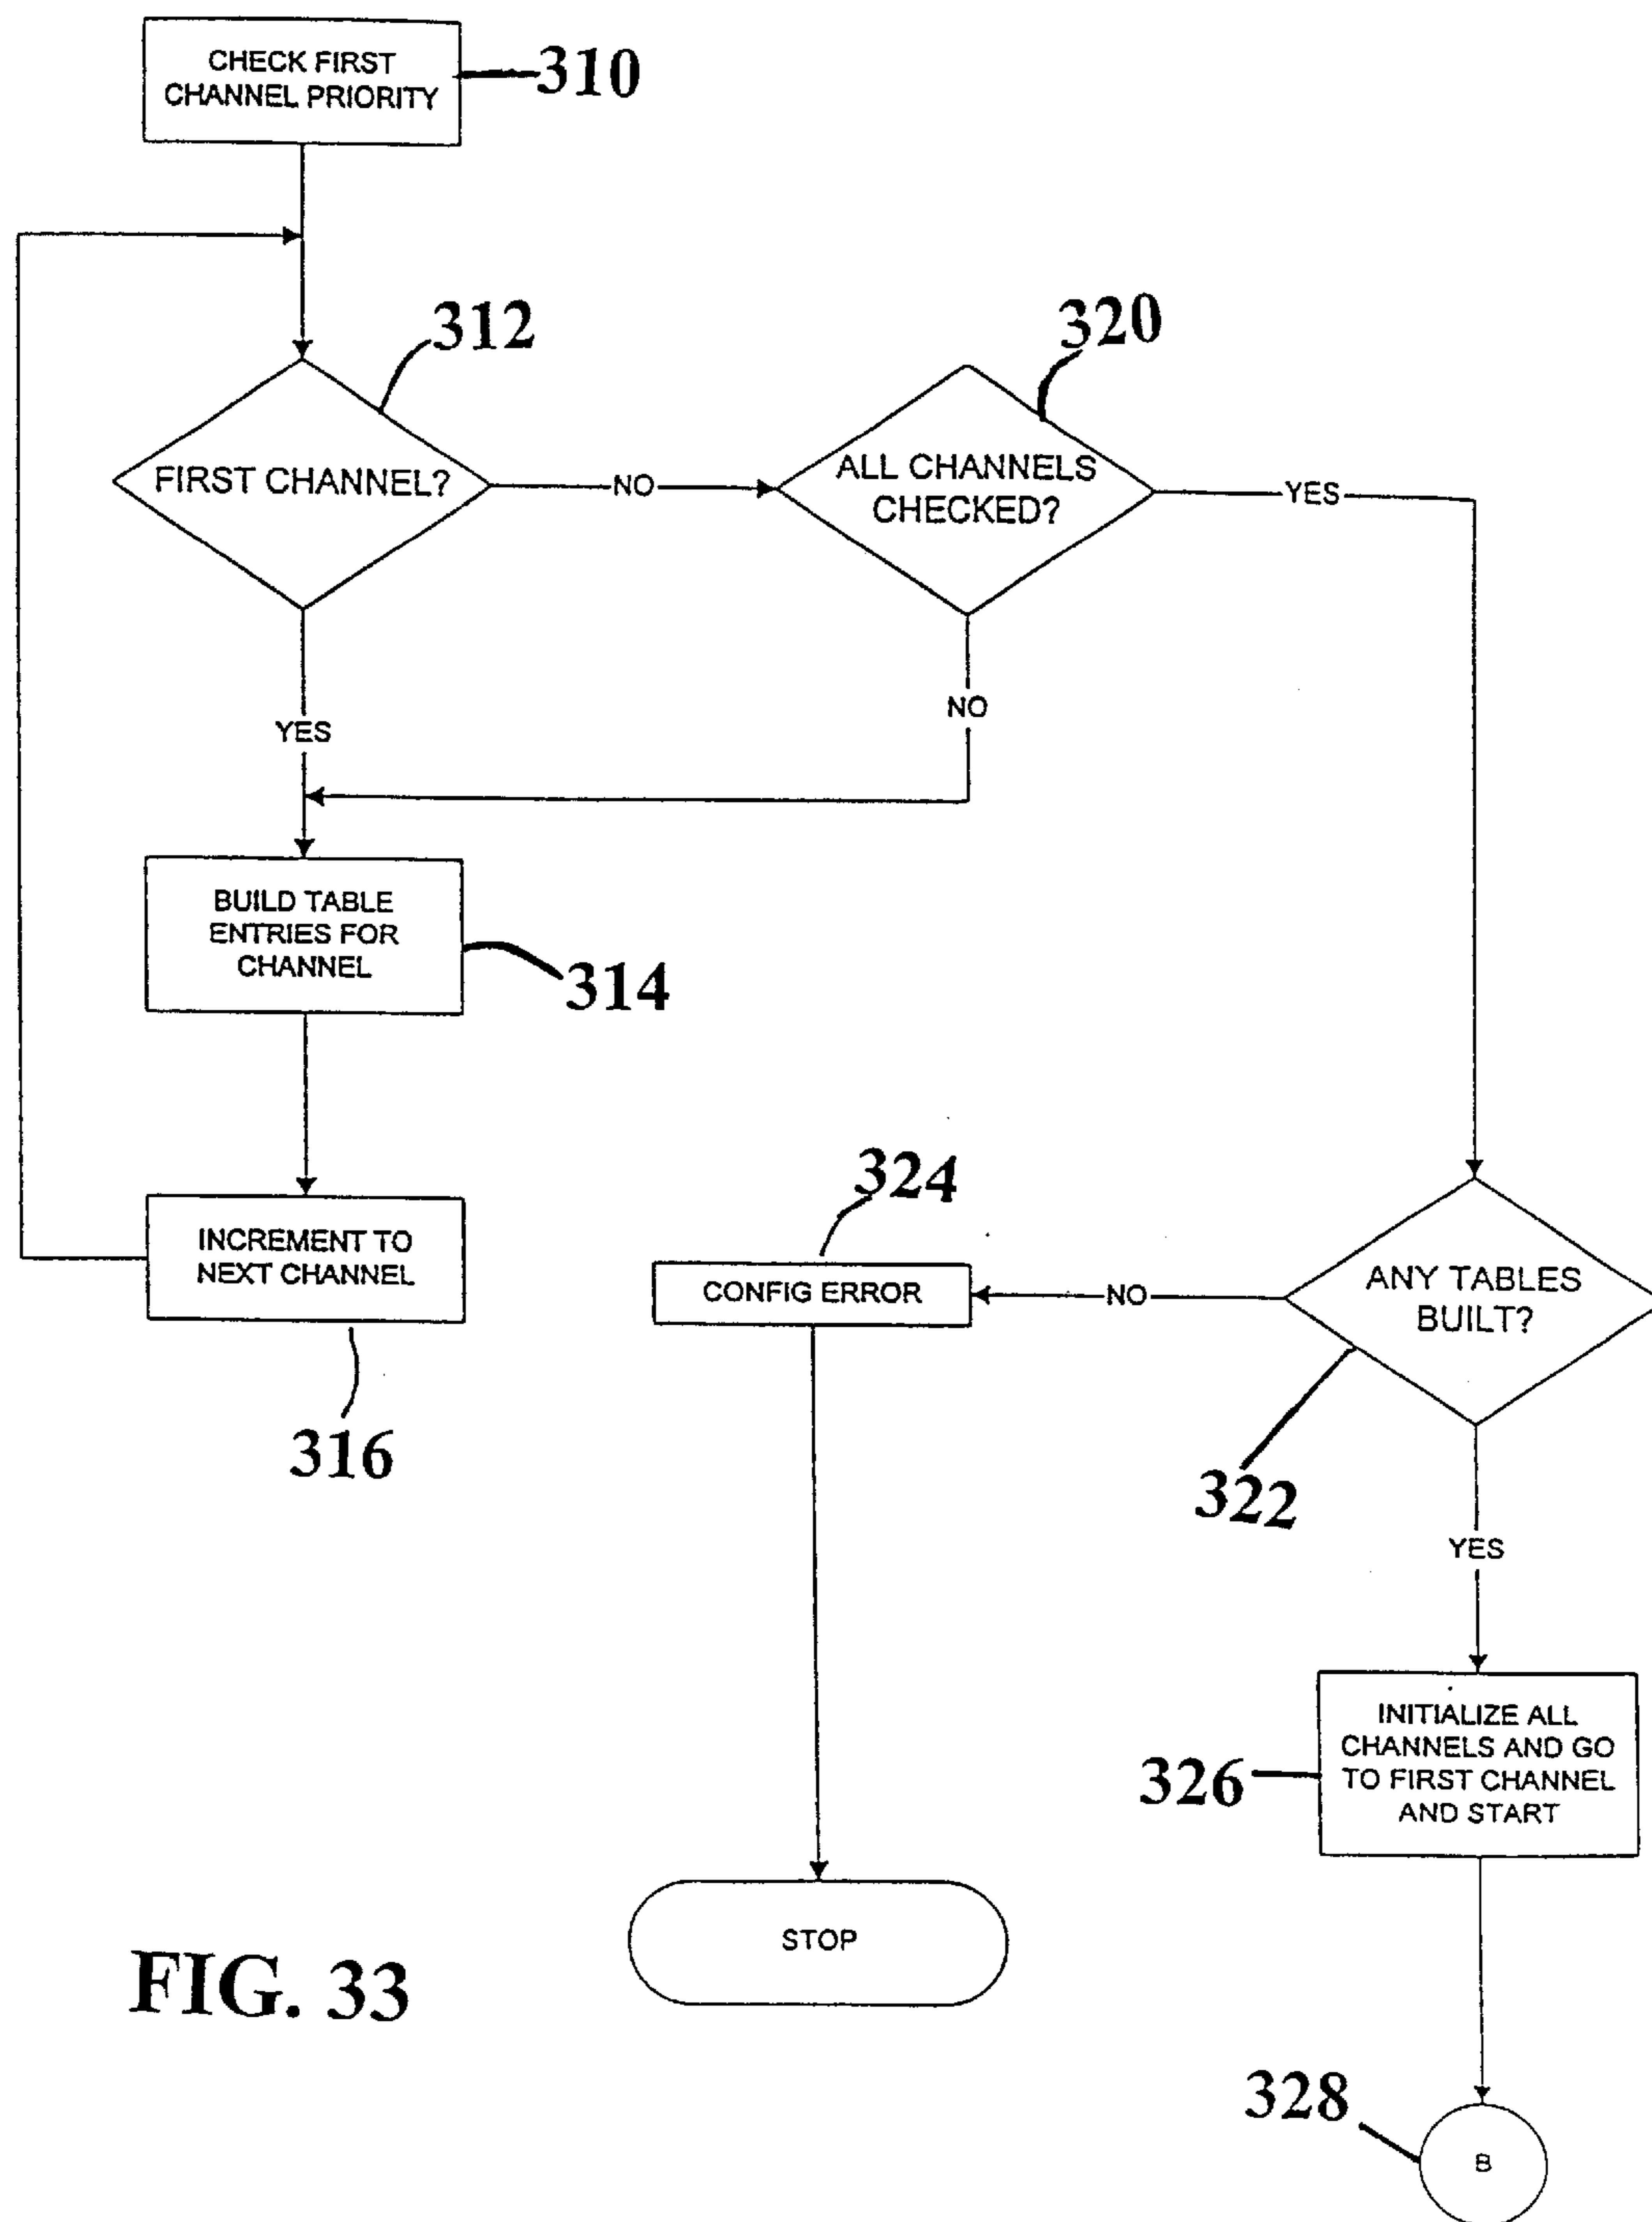 CHECK FIRST
CHANNEL PRIORITY
310
312
320
FIRST CHANNEL?
NO
ALL CHANNELS
CHECKED?
YES
NO
YES
BUILD TABLE
ENTRIES FOR
CHANNEL
314
324
INCREMENT TO
NEXT CHANNEL
CONFIG ERROR
NO
ANY TABLES
BUILT?
316
322
YES
INITIALIZE ALL
CHANNELS AND GO
TO FIRST CHANNEL
AND START
326
STOP
FIG. 33
328
B